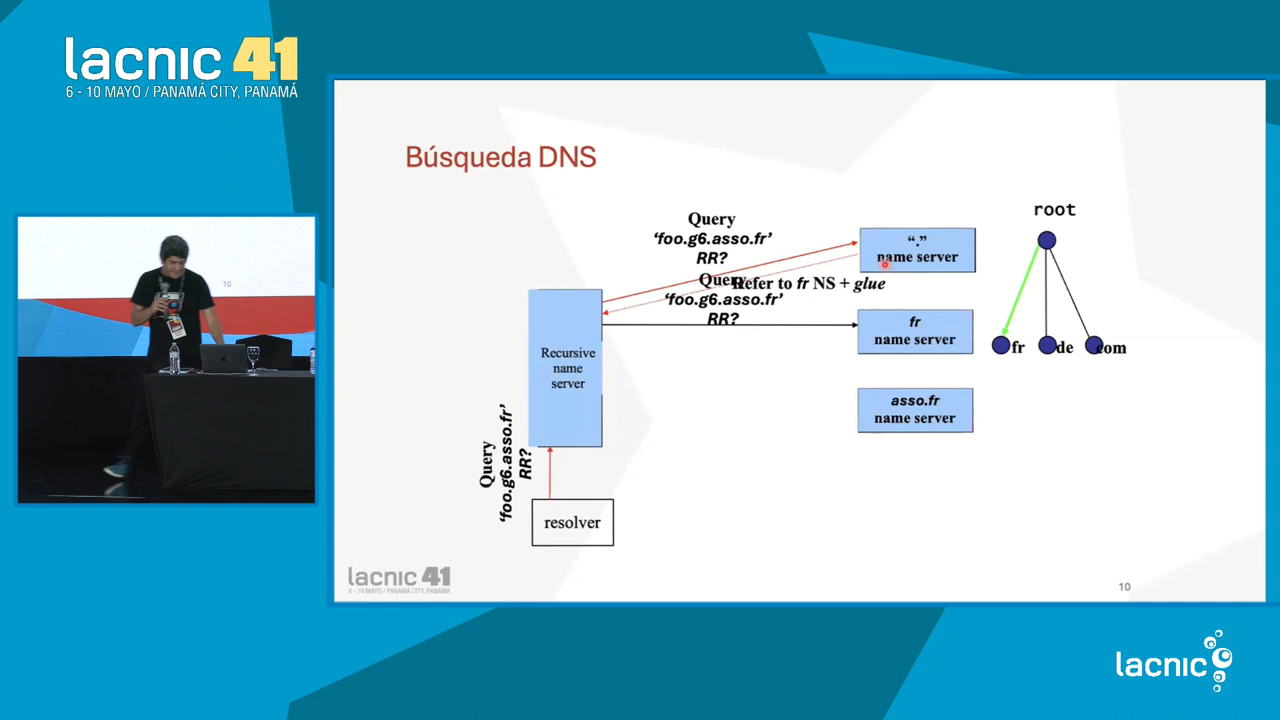 lacnic 41
6 - 10 MAYO / PANAMÁ CITY, PANAMÁ
10
Búsqueda DNS
Query
‘foo.g6.asso.fr’
RR?
“.”
name server
root
Query
Refer to fr NS + glue
‘foo.g6.asso.fr’
RR?
fr
name server
fr
de
com
Recursive
name
server
asso.fr
name server
Query
‘foo.g6.asso.fr’
RR?
resolver
lacnic 41
6 - 10 MAYO / PANAMÁ CITY, PANAMÁ
10
lacnic